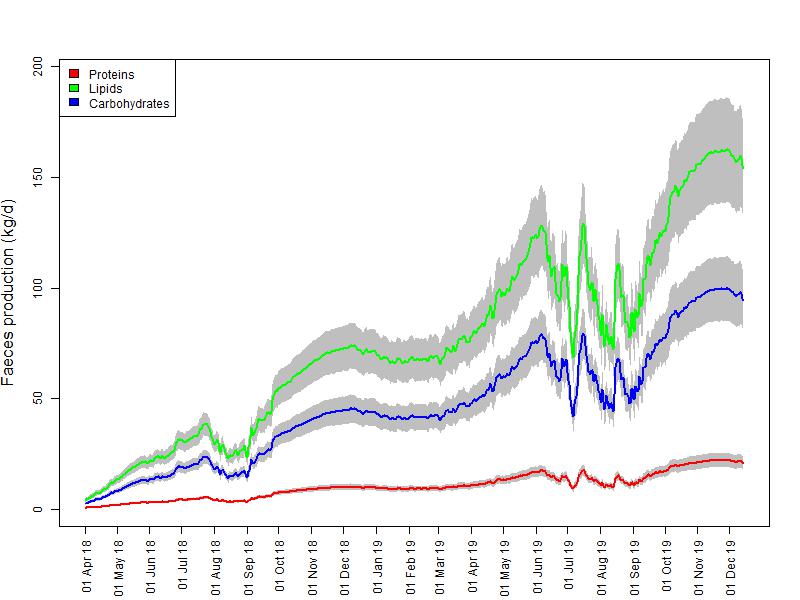 200
150
100
50
0
Faeces production (kg/d)
Proteins
Lipids
Carbohydrates
01 Apr 18
01 May 18
01 Jun 18
01 Jul 18
01 Aug 18
01 Sep 18
01 Oct 18
01 Nov 18
01 Dec 18
01 Jan 19
01 Feb 19
01 Mar 19
01 Apr 19
01 May 19
01 Jun 19
01 Jul 19
01 Aug 19
01 Sep 19
01 Oct 19
01 Nov 19
01 Dec 19